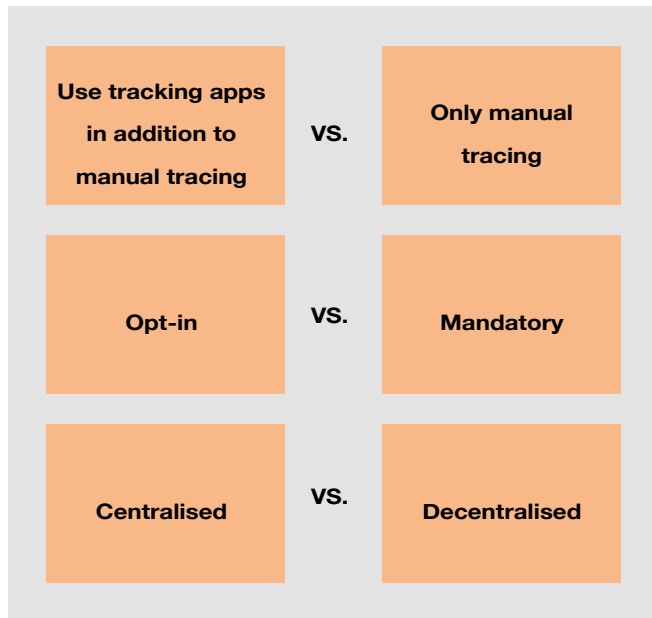 Use tracking apps
in addition to
manual tracing
vs.
Only manual
tracing
Opt-in
vs.
Mandatory
Centralised
vs.
Decentralised